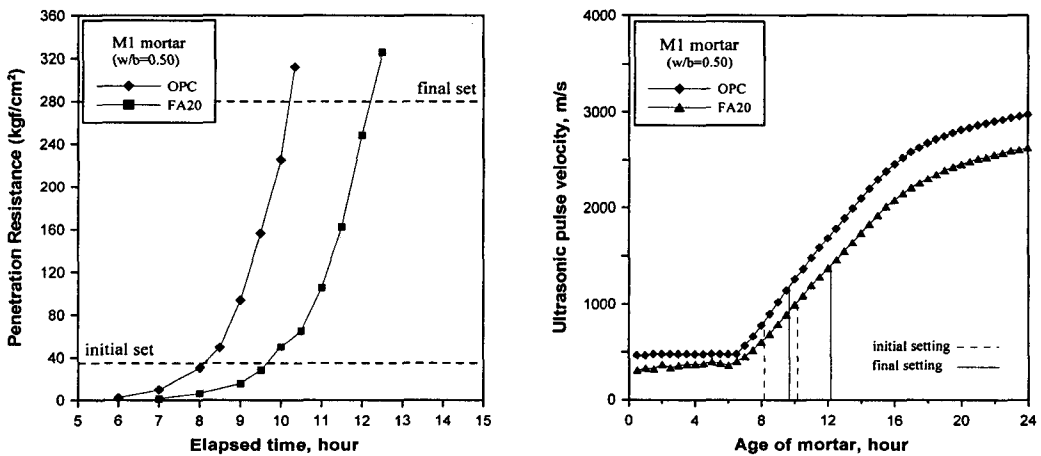 360
320
280
240
200
160
120
80
40
0
Penetration Resistance (kgf/cm²)
M1 mortar
(w/b=0.50)
OPC
FA20
final set
initial set
5 6 7 8 9 10 11 12 13 14 15
Elapsed time, hour
4000
3000
2000
1000
0
Ultrasonic pulse velocity, m/s
M1 mortar
(w/b=0.50)
OPC
FA20
initial setting
final setting
0 4 8 12 16 20 24
Age of mortar, hour